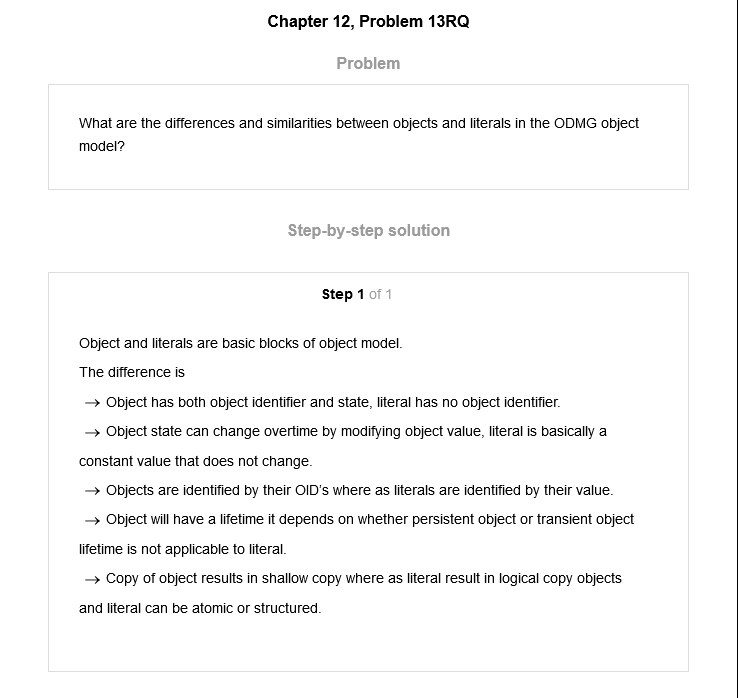 Chapter 12, Problem 13RQ
Problem
What are the differences and similarities between objects and literals in the ODMG object
model?
Step-by-step solution
Step 1 of 1
Object and literals are basic blocks of object model.
The difference is
→ Object has both object identifier and state, literal has no object identifier.
→ Object state can change overtime by modifying object value, literal is basically a
constant value that does not change.
→ Objects are identified by their OID's where as literals are identified by their value.
→ Object will have a lifetime it depends on whether persistent object or transient object
lifetime is not applicable to literal.
→ Copy of object results in shallow copy where as literal result in logical copy objects
and literal can be atomic or structured.